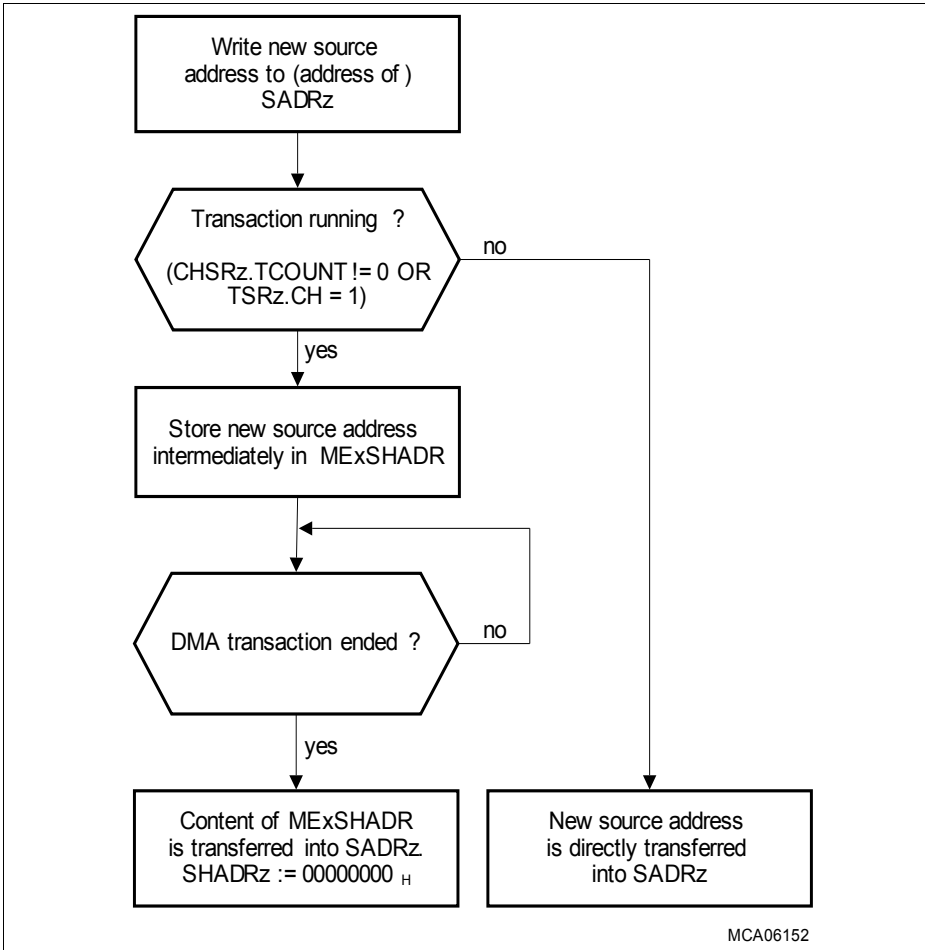 Write new source
address to (address of )
SADRz
Transaction running ?
no
(CHSRz.TCOUNT != 0 OR
TSRz.CH = 1)
yes
Store new source address
intermediately in MExSHADR
DMA transaction ended ?
no
yes
Content of MExSHADR
is transferred into SADRz.
SHADRz := 00000000 H
New source address
is directly transferred
into SADRz
MCA06152